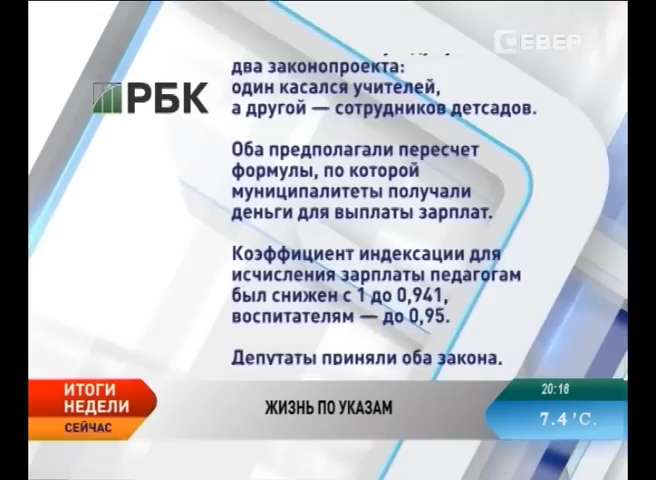 СЕВЕР
два законопроекта:
один касался учителей,
РБК
а другой — сотрудников детсадов.
Оба предполагали пересчет
формулы, по которой
муниципалитеты получали
деньги для выплаты зарплат.
Коэффициент индексации для
исчисления зарплаты педагогам
был снижен с 1 до 0,941,
воспитателям — до 0,95.
Депутаты приняли оба закона.
ИТОГИ
НЕДЕЛИ
СЕЙЧАС
ЖИЗНЬ ПО УКАЗАМ
20:16
7.4 °C.